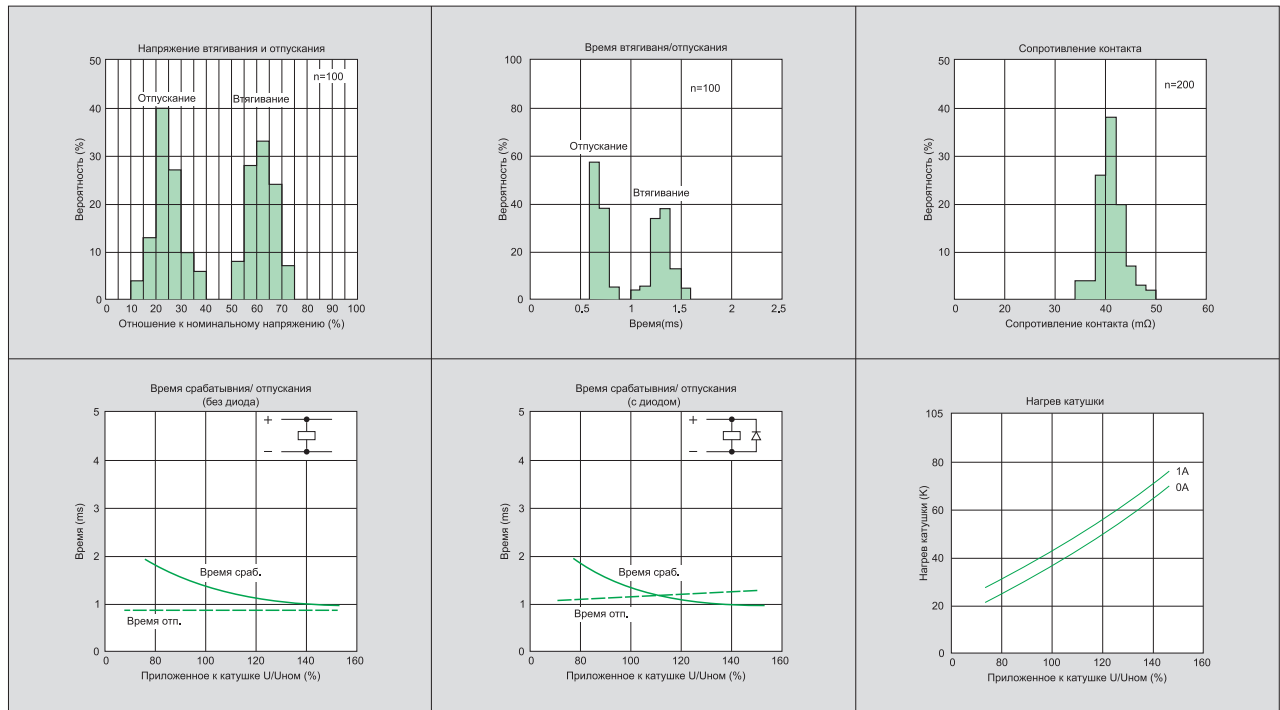 Напряжение втягивания и отпускания
50
40
30
20
10
0
Вероятность (%)
n=100
Отпускание
Втягивание
0 10 20 30 40 50 60 70 80 90 100
Отношение к номинальному напряжению (%)
Время втягиваня/отпускания
100
80
60
40
20
0
Вероятность (%)
n=100
Отпускание
Втягивание
0 0,5 1 1,5 2 2,5
Время(ms)
Сопротивление контакта
50
40
30
20
10
0
Вероятность (%)
n=200
0 20 20 30 40 50 60
Сопротивление контакта (mΩ)
Время срабатывния/ отпускания
(без диода)
5
4
3
2
1
0
Время (ms)
+
−
Время сраб.
Время отп.
0 80 100 120 140 160
Приложенное к катушке U/Uном (%)
Время срабатывния/ отпускания
(с диодом)
5
4
3
2
1
0
Время (ms)
+
−
Время сраб.
Время отп.
0 80 100 120 140 160
Приложенное к катушке U/Uном (%)
Нагрев катушки
105
80
60
40
20
0
Нагрев катушки (K)
1A
0A
0 80 100 120 140 160
Приложенное к катушке U/Uном (%)